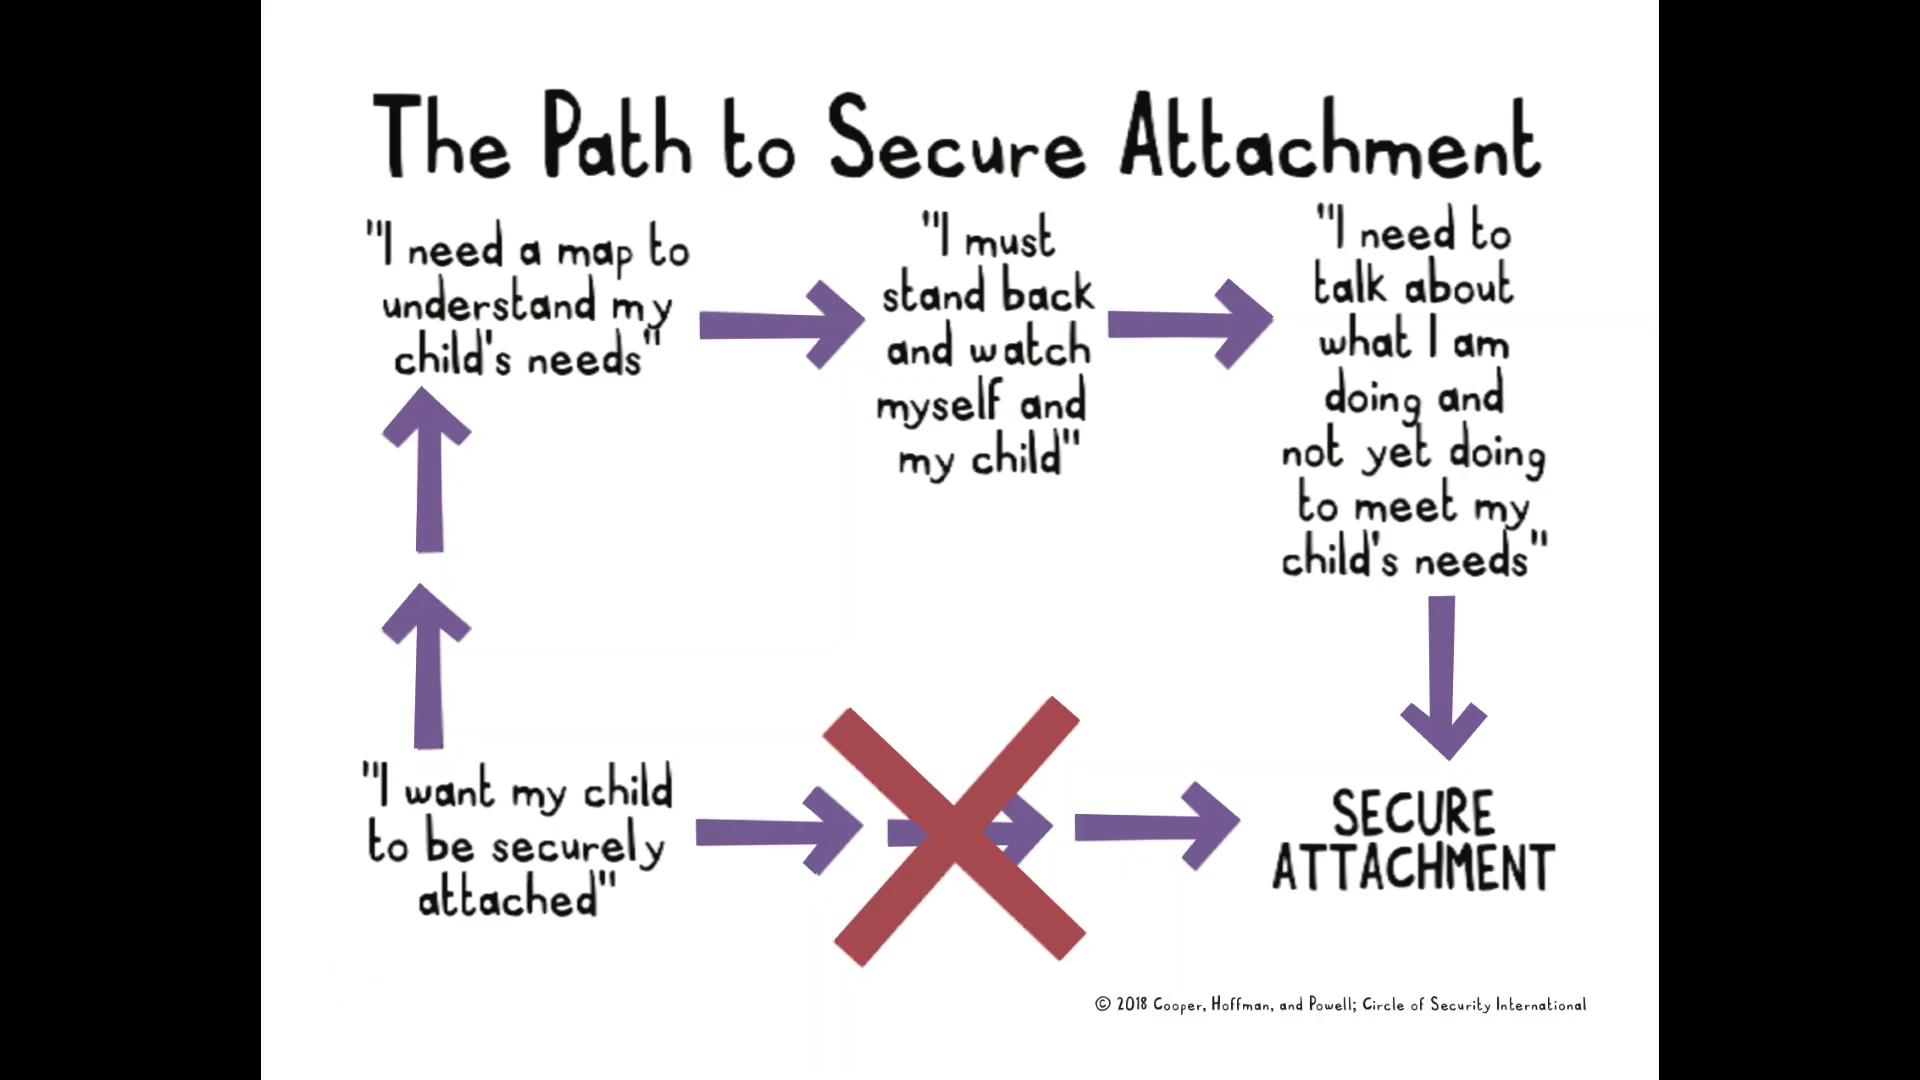 The Path to Secure Attachment
"I need a map to
understand my
child's needs"
"I must
stand back
and watch
myself and
my child"
"I need to
talk about
what I am
doing and
not yet doing
to meet my
child's needs"
"I want my child
to be securely
attached"
SECURE
ATTACHMENT
© 2018 Cooper, Hoffman, and Powell; Circle of Security International